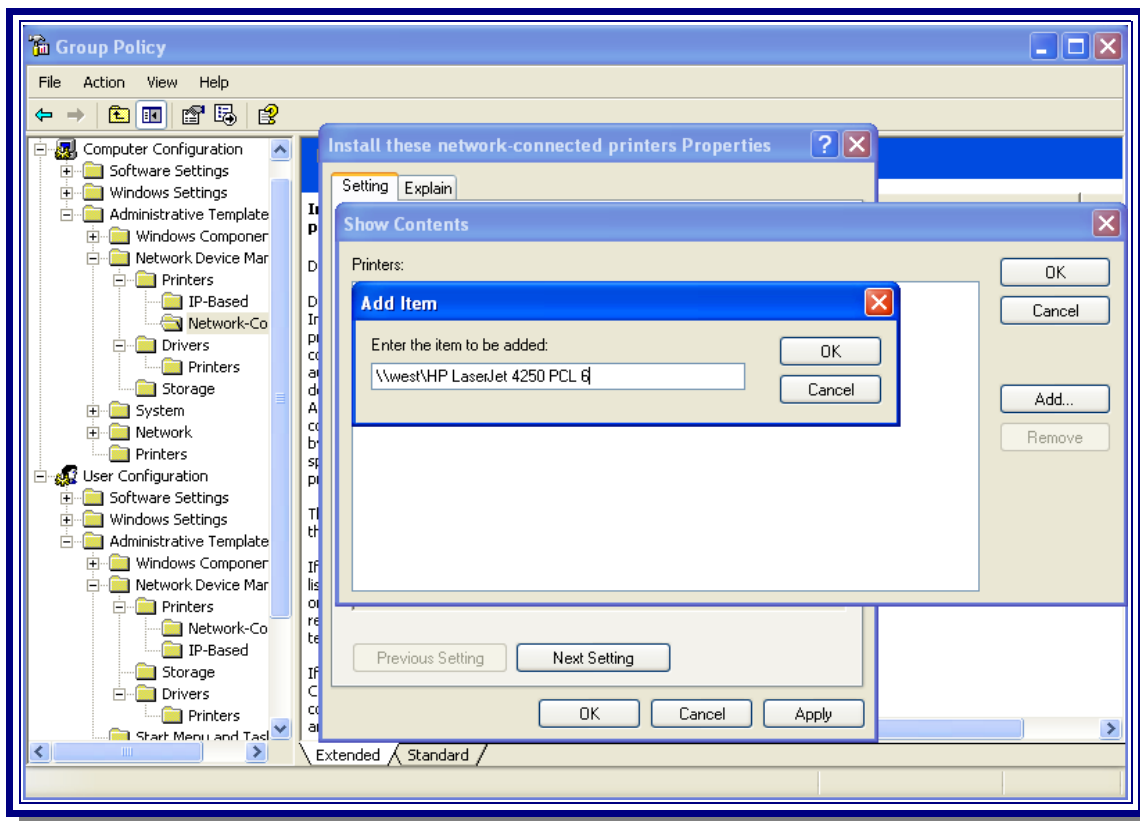 Group Policy
File Action View Help
Computer Configuration
Software Settings
Windows Settings
Administrative Template
Windows Componer
Network Device Mar
Printers
IP-Based
Network-Co
Drivers
Printers
Storage
System
Network
Printers
User Configuration
Software Settings
Windows Settings
Administrative Template
Windows Componer
Network Device Mar
Printers
Network-Co
IP-Based
Storage
Drivers
Printers
Start Menu and Tas
Install these network-connected printers Properties
Setting Explain
Show Contents
Printers:
OK
Cancel
Add...
Remove
Add Item
Enter the item to be added:
\\west\HP LaserJet 4250 PCL 6
OK
Cancel
Previous Setting Next Setting
OK Cancel Apply
Extended Standard